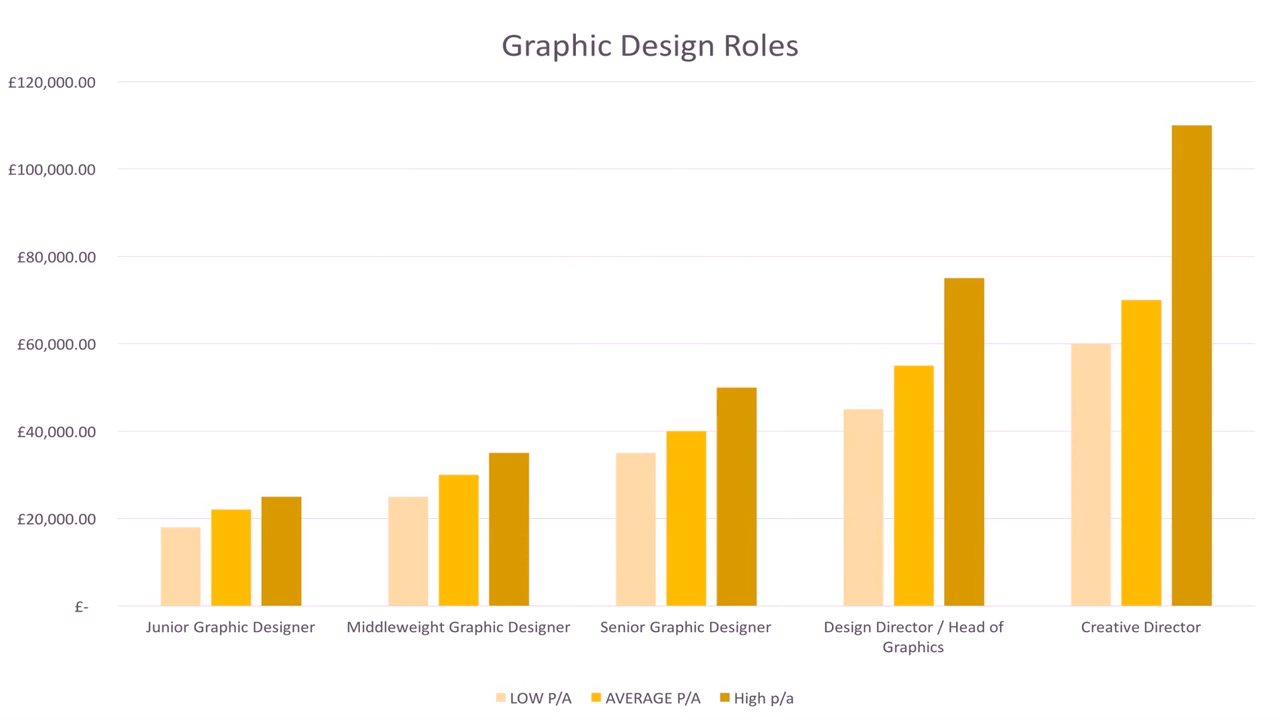 Graphic Design Roles
£120,000.00
£100,000.00
£80,000.00
£60,000.00
£40,000.00
£20,000.00
£-
Junior Graphic Designer
Middleweight Graphic Designer
Senior Graphic Designer
Design Director / Head of
Graphics
Creative Director
LOW P/A
AVERAGE P/A
High p/a